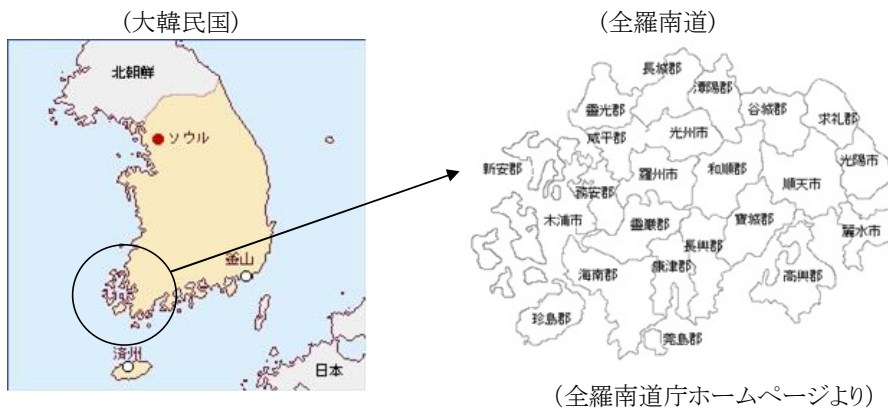 (大韓民国)
北朝鮮
ソウル
釜山
済州
日本
(全羅南道)
長城郡
潭陽郡
霊光郡
谷城郡
求礼郡
咸平郡
光州市
新安郡
羅州市
和順郡
順天市
光陽市
務安郡
木浦市
霊巌郡
宝城郡
麗水市
長興郡
海南郡
康津郡
高興郡
珍島郡
莞島郡
(全羅南道庁ホームページより)